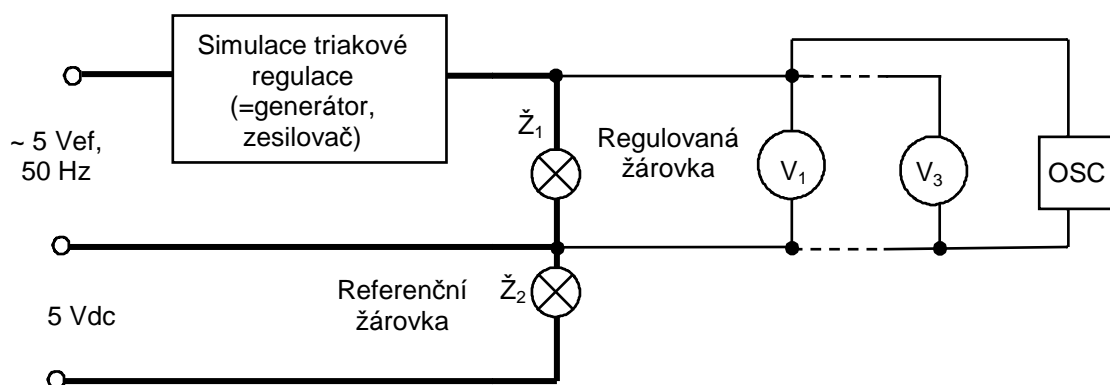 Simulace triakové
regulace
(=generátor,
zesilovač)
~ 5 Vef,
50 Hz
Ž1
Regulovaná
žárovka
V1
V3
OSC
5 Vdc
Referenční
žárovka
Ž2